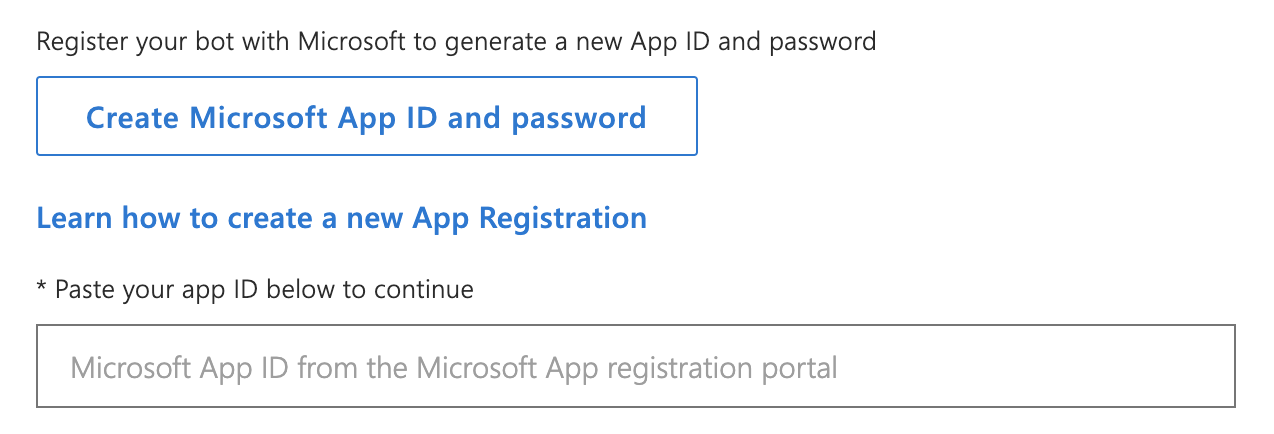 Register your bot with Microsoft to generate a new App ID and password
Create Microsoft App ID and password
Learn how to create a new App Registration
* Paste your app ID below to continue
Microsoft App ID from the Microsoft App registration portal